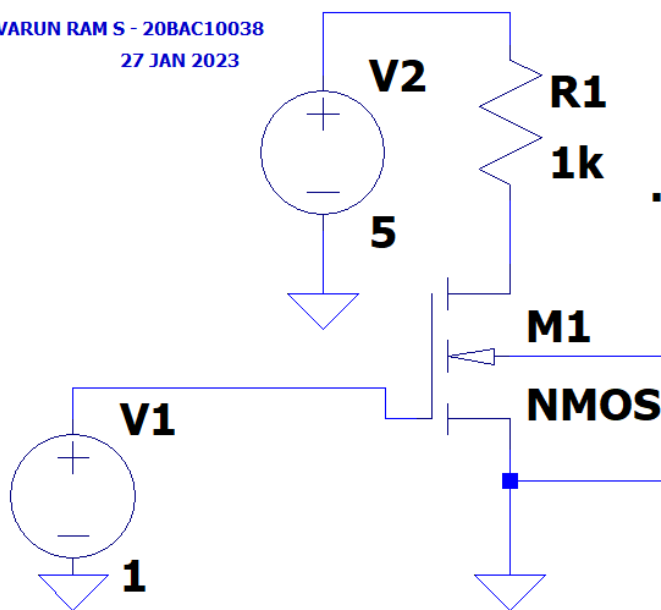 VARUN RAM S - 20BAC10038
27 JAN 2023
V2
R1
1k
5
M1
NMOS
V1
1